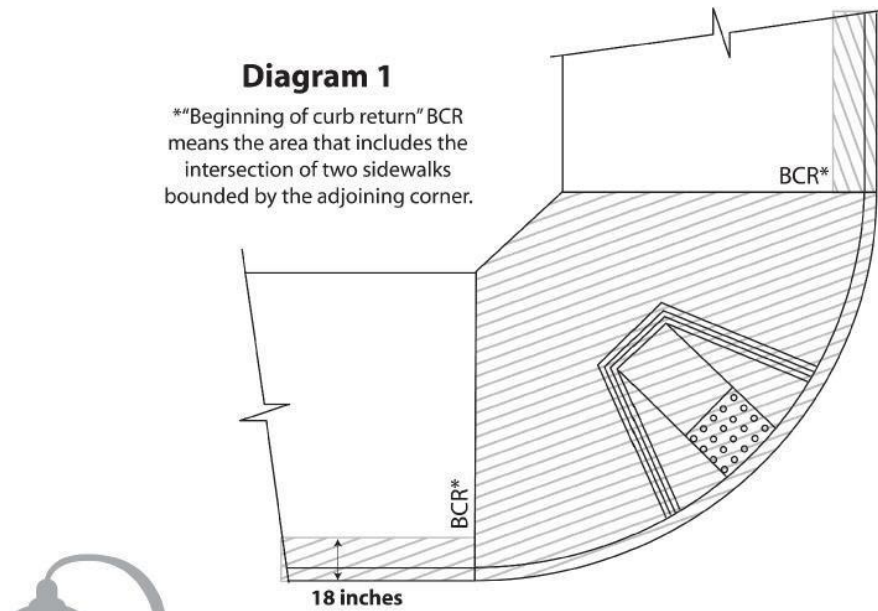 Diagram 1
*"Beginning of curb return" BCR
means the area that includes the
intersection of two sidewalks
bounded by the adjoining corner.
BCR*
BCR*
18 inches